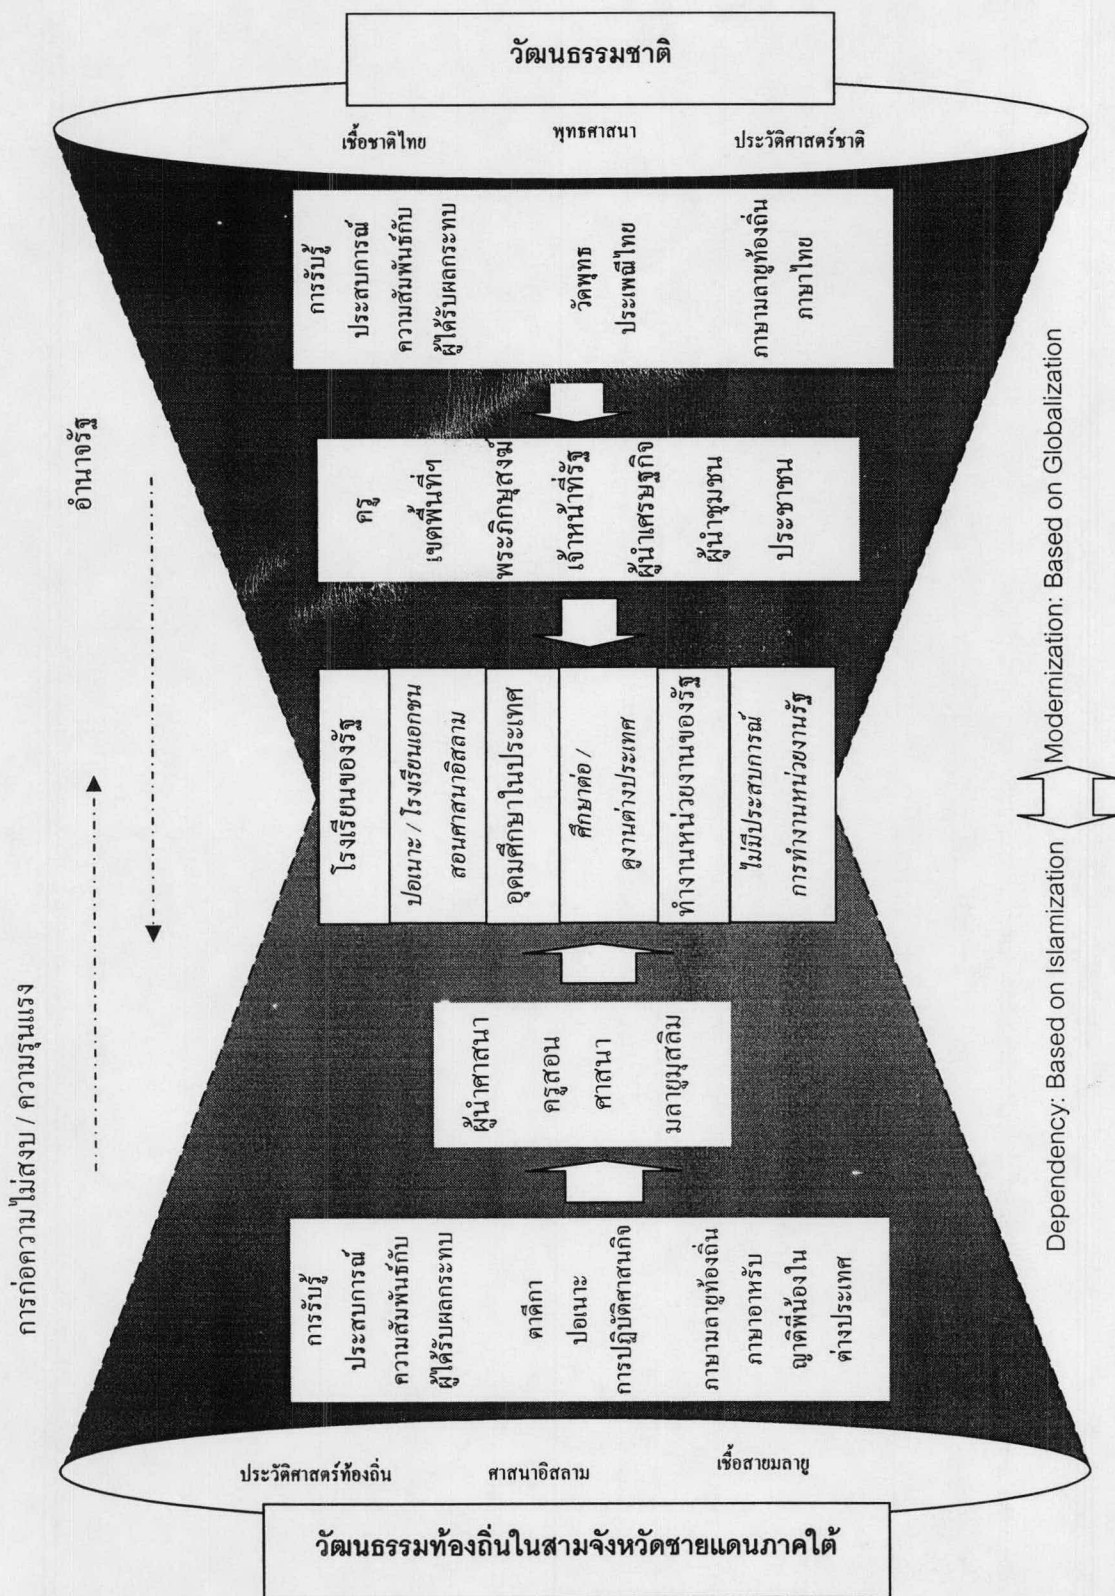 วัฒนธรรมชาติ
เชื้อชาติไทย
พุทธศาสนา
ประวัติศาสตร์ชาติ
การรับรู้
ประสบการณ์
ความสัมพันธ์กับ
ผู้ได้รับผลกระทบ
วัดพุทธ
ประเพณีไทย
ภาษามลายูท้องถิ่น
ภาษาไทย
อำนาจรัฐ
ครู
เขตพื้นที่ฯ
พระภิกษุสงฆ์
เจ้าหน้าที่รัฐ
ผู้นำเศรษฐกิจ
ผู้นำชุมชน
ประชาชน
โรงเรียนของรัฐ
ปอเนาะ / โรงเรียนเอกชน
สอนศาสนาอิสลาม
อุดมศึกษาในประเทศ
ศึกษาต่อ /
ดูงานต่างประเทศ
ทำงานหน่วยงานของรัฐ
ไม่มีประสบการณ์
การทำงานหน่วยงานรัฐ
Modernization: Based on Globalization
Dependency: Based on Islamization
การก่อความไม่สงบ / ความรุนแรง
ผู้นำศาสนา
ครูสอน
ศาสนา
มลายูมุสลิม
การรับรู้
ประสบการณ์
ความสัมพันธ์กับ
ผู้ได้รับผลกระทบ
ตาดีกา
ปอเนาะ
การปฏิบัติศาสนกิจ
ภาษามลายูท้องถิ่น
ภาษาอาหรับ
ญาติพี่น้องใน
ต่างประเทศ
ประวัติศาสตร์ท้องถิ่น
ศาสนาอิสลาม
เชื้อสายมลายู
วัฒนธรรมท้องถิ่นในสามจังหวัดชายแดนภาคใต้